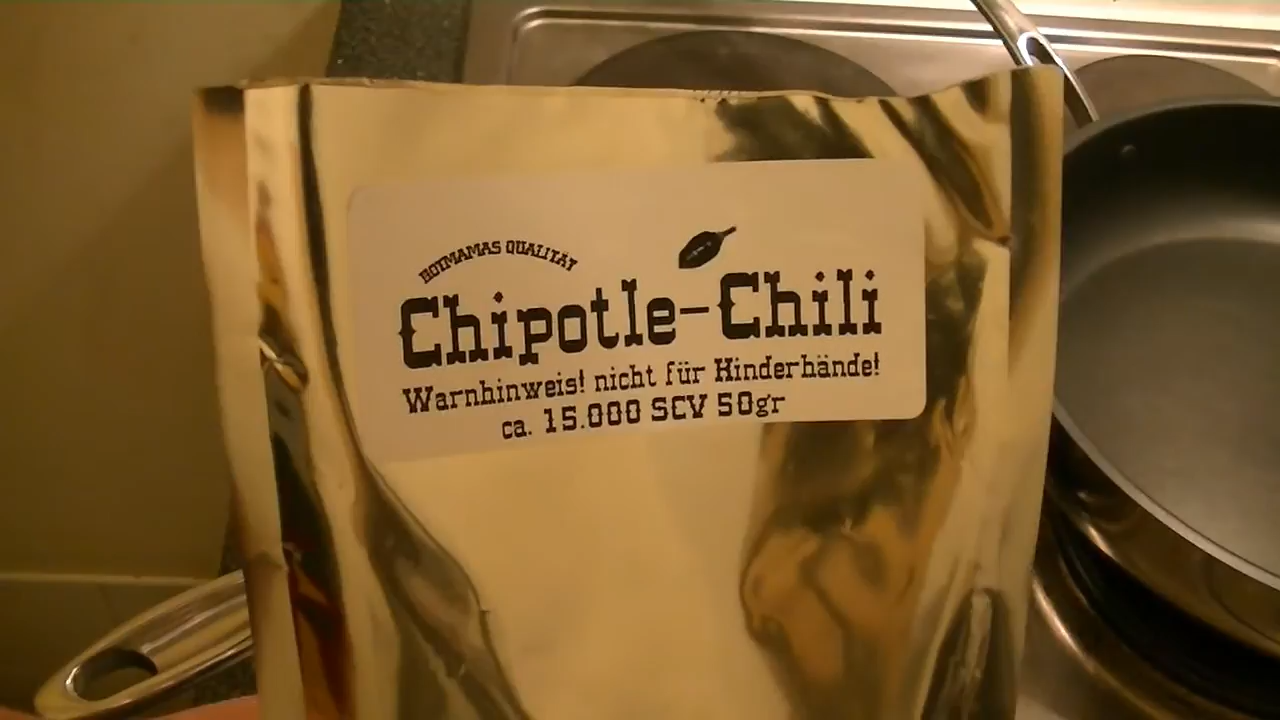 HOTMAMAS QUALITÄT
Chipotle-Chili
Warnhinweis! nicht für Kinderhände!
ca. 15.000 SCV 50gr